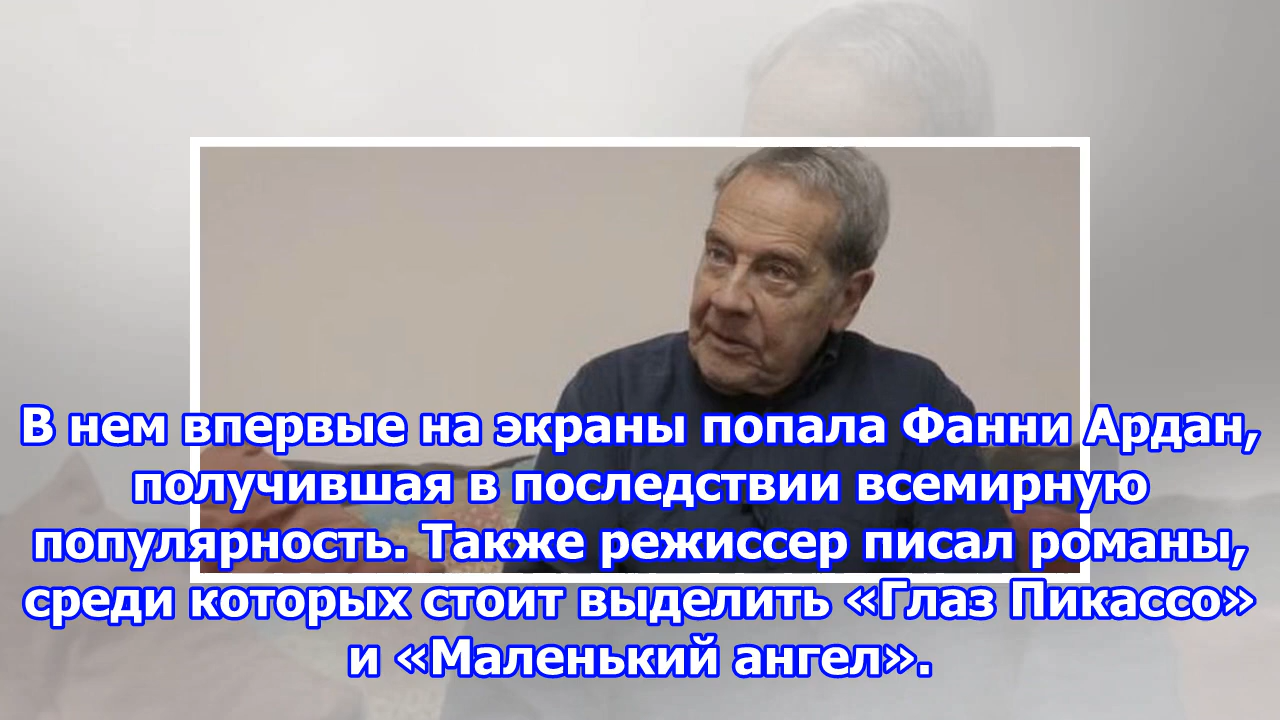 В нем впервые на экраны попала Фанни Ардан,
получившая в последствии всемирную
популярность. Также режиссер писал романы,
среди которых стоит выделить «Глаз Пикассо»
и «Маленький ангел».